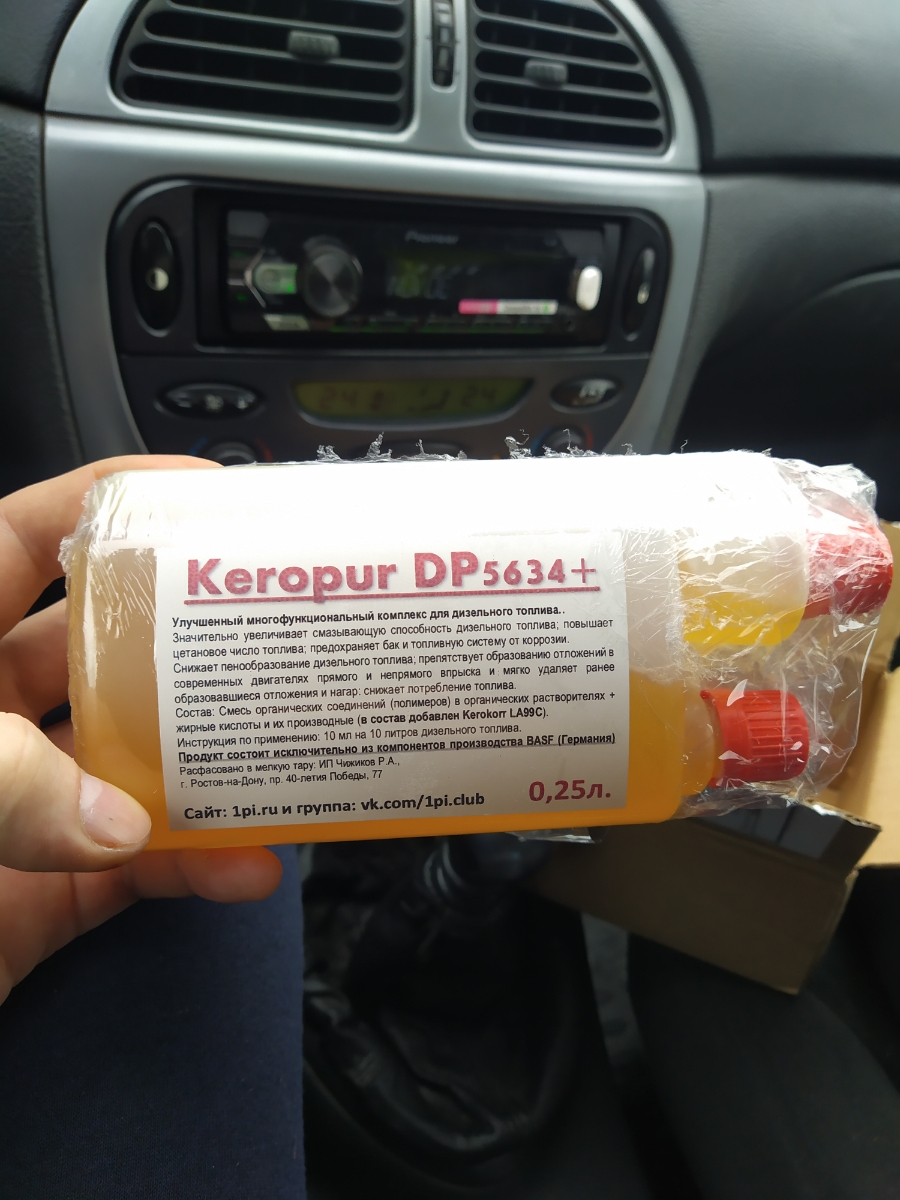 Pioneer
24 24
Keropur DP5634+
Улучшенный многофункциональный комплекс для дизельного топлива..
Значительно увеличивает смазывающую способность дизельного топлива; повышает
цетановое число топлива; предохраняет бак и топливную систему от коррозии.
Снижает пенообразование дизельного топлива; препятствует образованию отложений в
современных двигателях прямого и непрямого впрыска и мягко удаляет ранее
образовавшиеся отложения и нагар: снижает потребление топлива.
Состав: Смесь органических соединений (полимеров) в органических растворителях +
жирные кислоты и их производные (в состав добавлен Kerokorr LA99C).
Инструкция по применению: 10 мл на 10 литров дизельного топлива.
Продукт состоит исключительно из компонентов производства BASF (Германия)
Расфасовано в мелкую тару: ИП Чижиков Р.А.,
г. Ростов-на-Дону, пр. 40-летия Победы, 77
Сайт: 1pi.ru и группа: vk.com/1pi.club 0,25л.